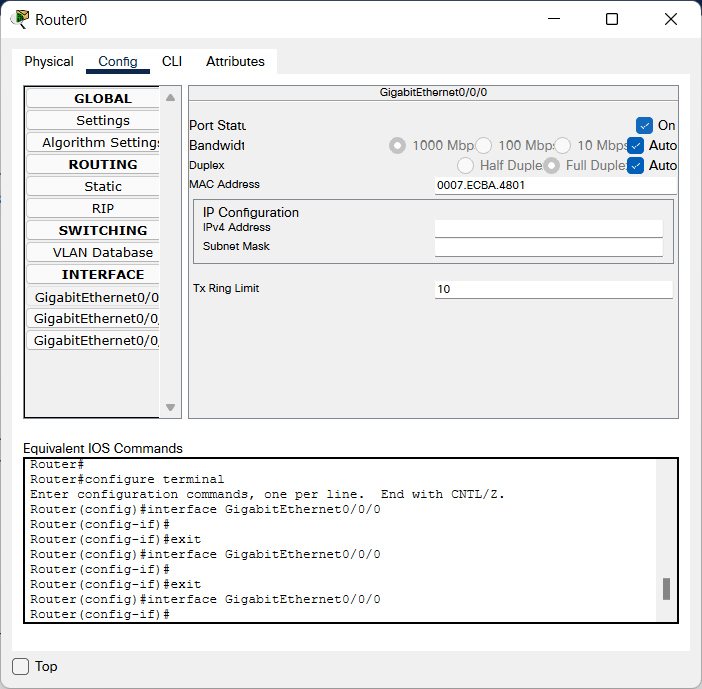 Router0
Physical Config CLI Attributes
GLOBAL
Settings
Algorithm Settings
ROUTING
Static
RIP
SWITCHING
VLAN Database
INTERFACE
GigabitEthernet0/0
GigabitEthernet0/0
GigabitEthernet0/0
GigabitEthernet0/0/0
Port Statu
On
Bandwidt
1000 Mbp 100 Mbp 10 Mbps Auto
Duplex
Half Duple Full Duple Auto
MAC Address
0007.ECBA.4801
IP Configuration
IPv4 Address
Subnet Mask
Tx Ring Limit
10
Equivalent IOS Commands
Router#
Router#configure terminal
Enter configuration commands, one per line. End with CNTL/Z.
Router(config)#interface GigabitEthernet0/0/0
Router(config-if)#
Router(config-if)#exit
Router(config)#interface GigabitEthernet0/0/0
Router(config-if)#
Router(config-if)#exit
Router(config)#interface GigabitEthernet0/0/0
Router(config-if)#
Top